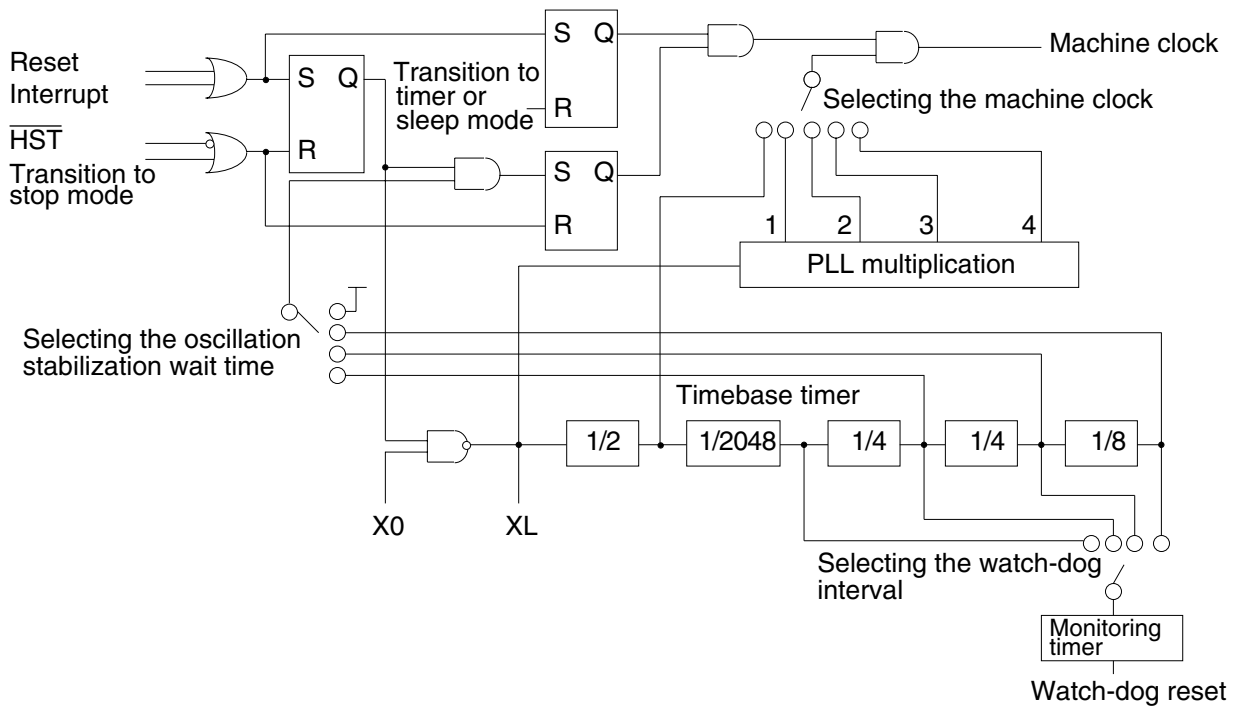 Reset
Interrupt
HST
Transition to
stop mode
S Q
R
Transition to
timer or
sleep mode
S Q
R
S Q
R
Machine clock
Selecting the machine clock
1 2 3 4
PLL multiplication
Selecting the oscillation
stabilization wait time
Timebase timer
1/2 1/2048 1/4 1/4 1/8
X0 XL
Selecting the watch-dog
interval
Monitoring
timer
Watch-dog reset